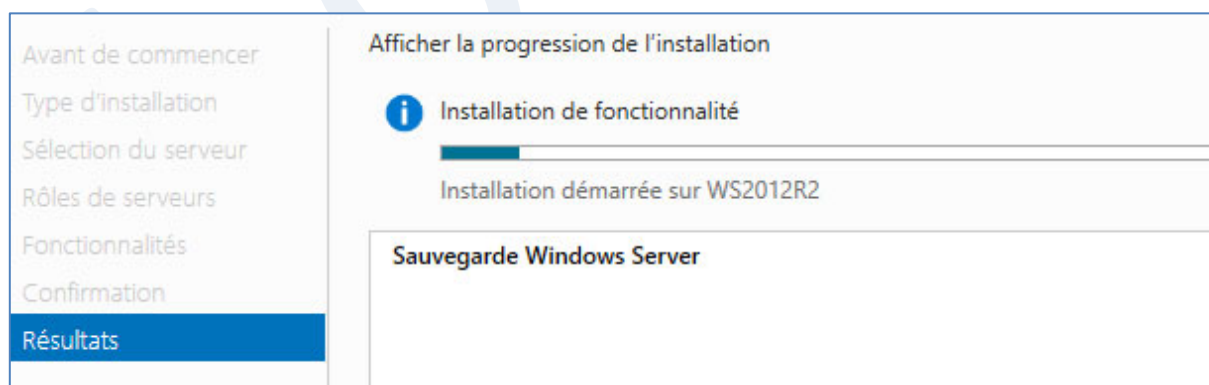 Avant de commencer
Type d'installation
Sélection du serveur
Rôles de serveurs
Fonctionnalités
Confirmation
Résultats
Afficher la progression de l'installation
Installation de fonctionnalité
Installation démarrée sur WS2012R2
Sauvegarde Windows Server